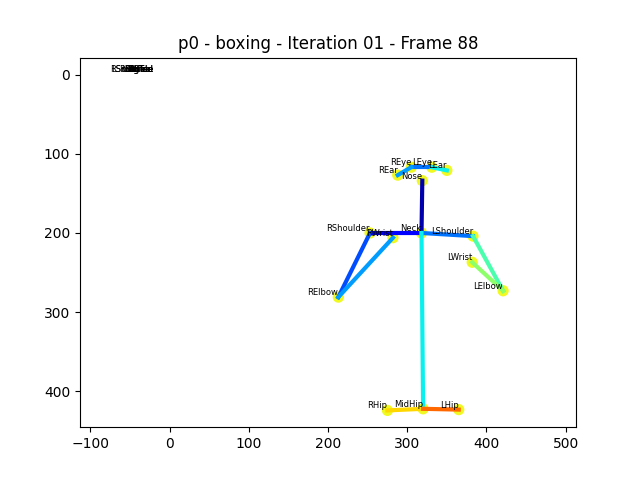 p0 - boxing - Iteration 01 - Frame 88
0
100
200
300
400
REye
LEye
LEar
REar
Nose
RShoulder
RWrist
Neck
LShoulder
LWrist
LElbow
RElbow
RHip
MidHip
LHip
−100
0
100
200
300
400
500